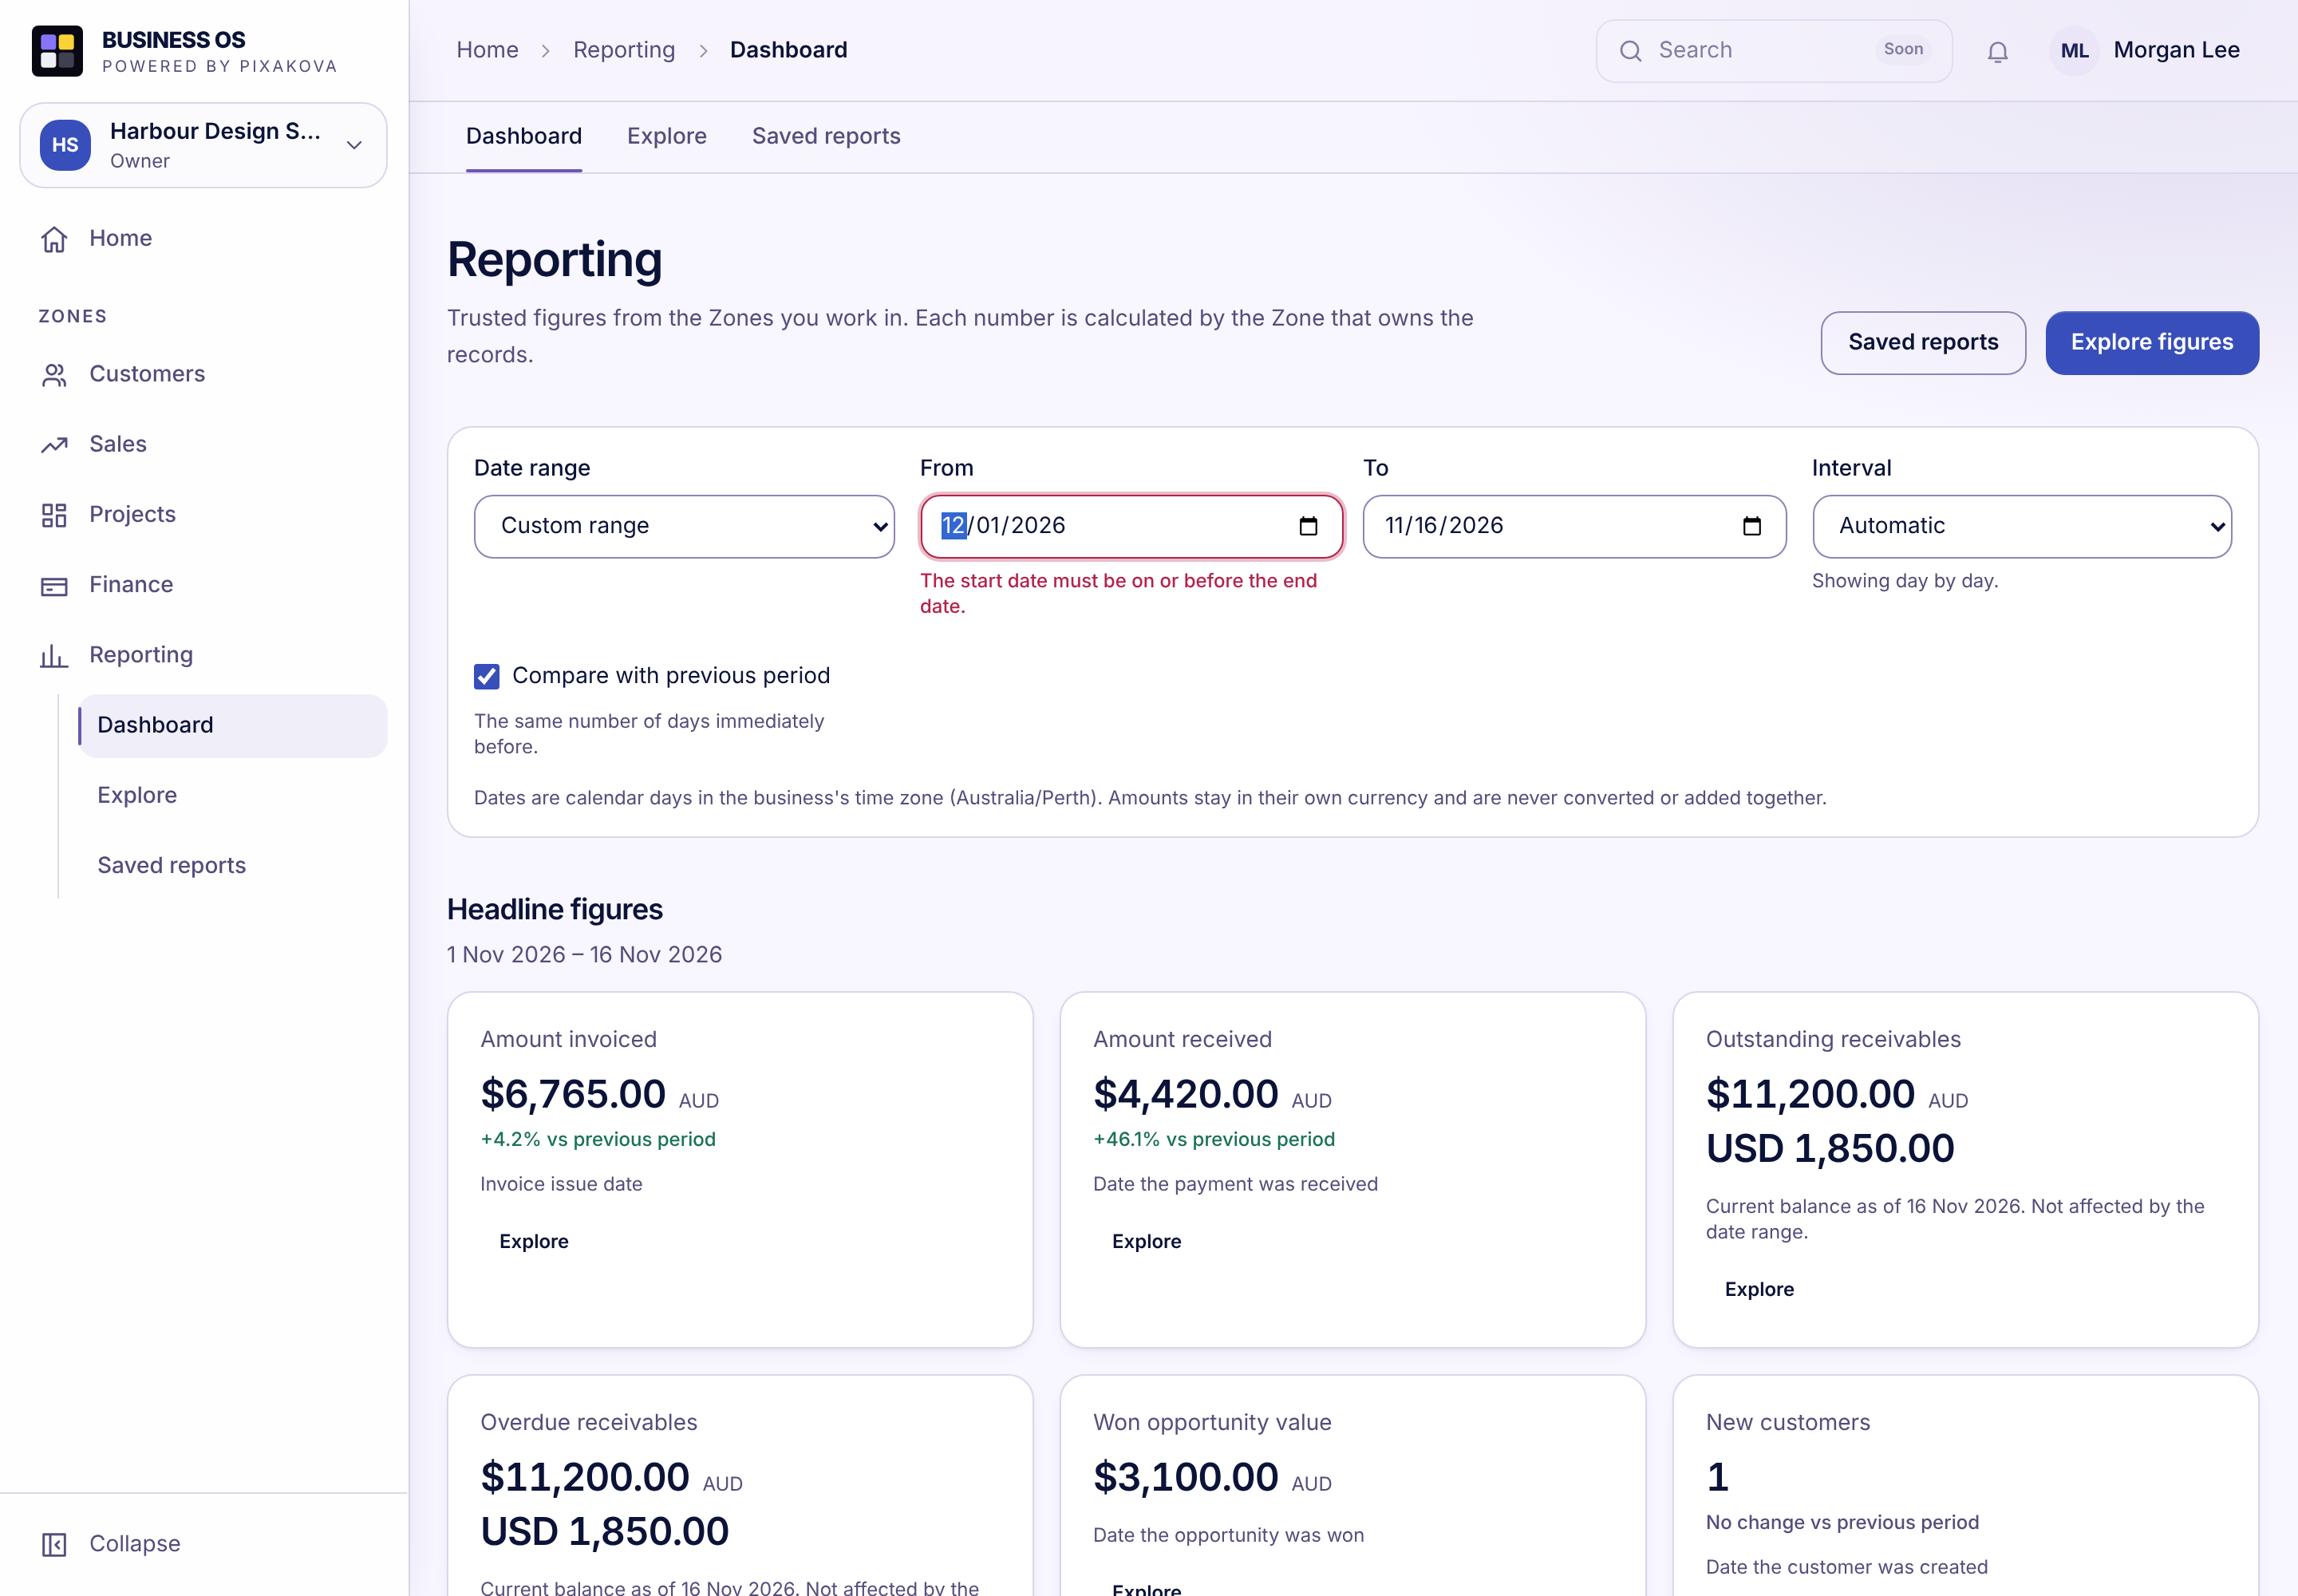 BUSINESS OS
POWERED BY PIXAKOVA
HS
Harbour Design S...
Owner
Home
ZONES
Customers
Sales
Projects
Finance
Reporting
Dashboard
Explore
Saved reports
Collapse
Home > Reporting > Dashboard
Search
Soon
ML
Morgan Lee
Dashboard
Explore
Saved reports
Reporting
Trusted figures from the Zones you work in. Each number is calculated by the Zone that owns the
records.
Saved reports
Explore figures
Date range
Custom range
From
12/01/2026
The start date must be on or before the end
date.
To
11/16/2026
Interval
Automatic
Showing day by day.
Compare with previous period
The same number of days immediately
before.
Dates are calendar days in the business's time zone (Australia/Perth). Amounts stay in their own currency and are never converted or added together.
Headline figures
1 Nov 2026 – 16 Nov 2026
Amount invoiced
$6,765.00 AUD
+4.2% vs previous period
Invoice issue date
Explore
Amount received
$4,420.00 AUD
+46.1% vs previous period
Date the payment was received
Explore
Outstanding receivables
$11,200.00 AUD
USD 1,850.00
Current balance as of 16 Nov 2026. Not affected by the
date range.
Explore
Overdue receivables
$11,200.00 AUD
USD 1,850.00
Current balance as of 16 Nov 2026. Not affected by the
Won opportunity value
$3,100.00 AUD
Date the opportunity was won
Explore
New customers
1
No change vs previous period
Date the customer was created